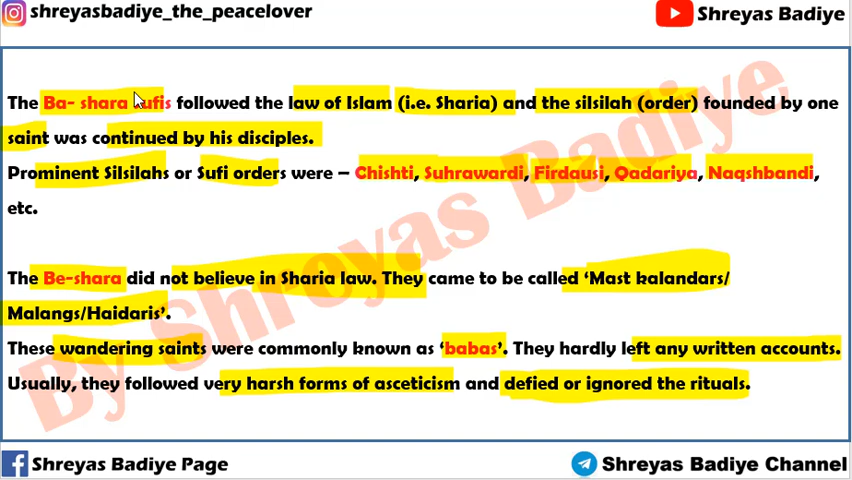 shreyasbadiye_the_peacelover
Shreyas Badiye
The Ba- shara Sufis followed the law of Islam (i.e. Sharia) and the silsilah (order) founded by one
saint was continued by his disciples.
Prominent Silsilahs or Sufi orders were – Chishti, Suhrawardi, Firdausi, Qadariya, Naqshbandi,
etc.
The Be-shara did not believe in Sharia law. They came to be called ‘Mast kalandars/
Malangs/Haidaris’.
These wandering saints were commonly known as ‘babas’. They hardly left any written accounts.
Usually, they followed very harsh forms of asceticism and defied or ignored the rituals.
By Shreyas Badiye
Shreyas Badiye Page
Shreyas Badiye Channel